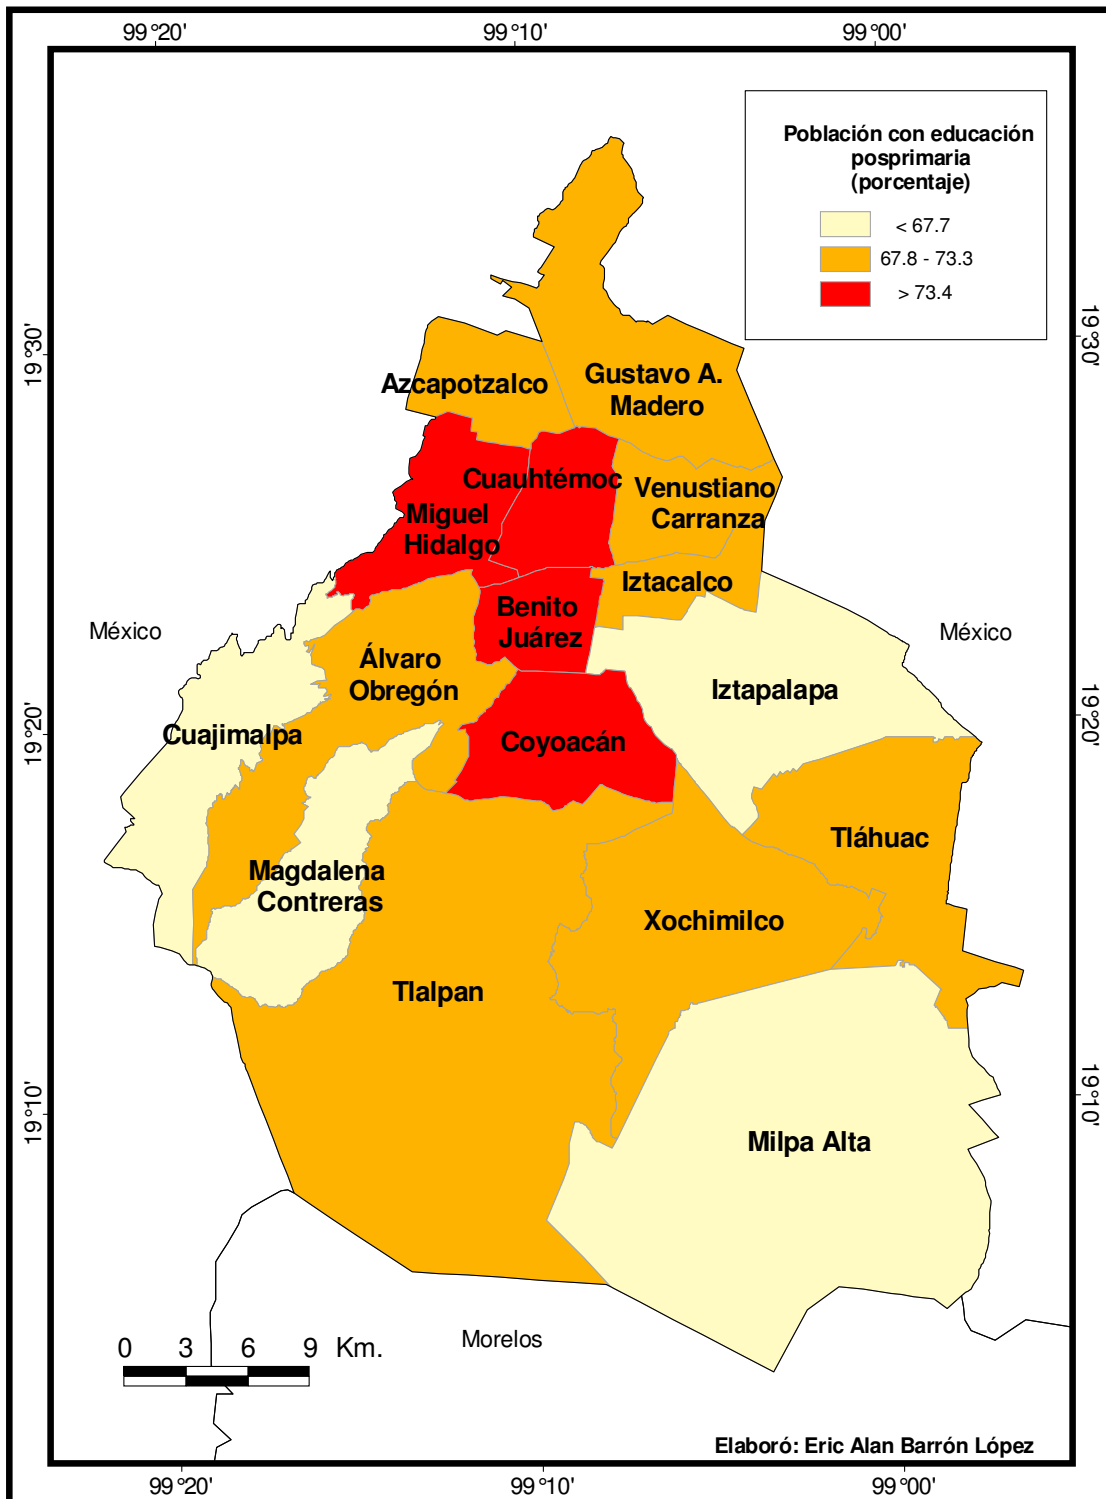 99°20'
99°10'
99°00'
Población con educación
posprimaria
(porcentaje)
< 67.7
67.8 - 73.3
> 73.4
19°30'
19°30'
Azcapotzalco
Gustavo A.
Madero
Cuauhtémoc
Venustiano
Carranza
Miguel
Hidalgo
Iztacalco
Benito
Juárez
México
México
Álvaro
Obregón
Iztapalapa
19°20'
19°20'
Cuajimalpa
Coyoacán
Tláhuac
Magdalena
Contreras
Xochimilco
Tlalpan
19°10'
19°10'
Milpa Alta
Morelos
0 3 6 9 Km.
Elaboró: Eric Alan Barrón López
99°20'
99°10'
99°00'